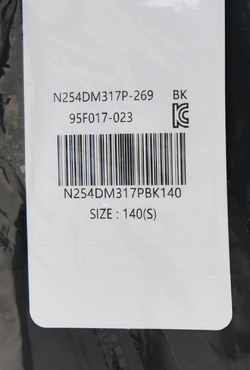 N254DM317P-269 BK
95F017-023
N254DM317PBK140
SIZE : 140(S)